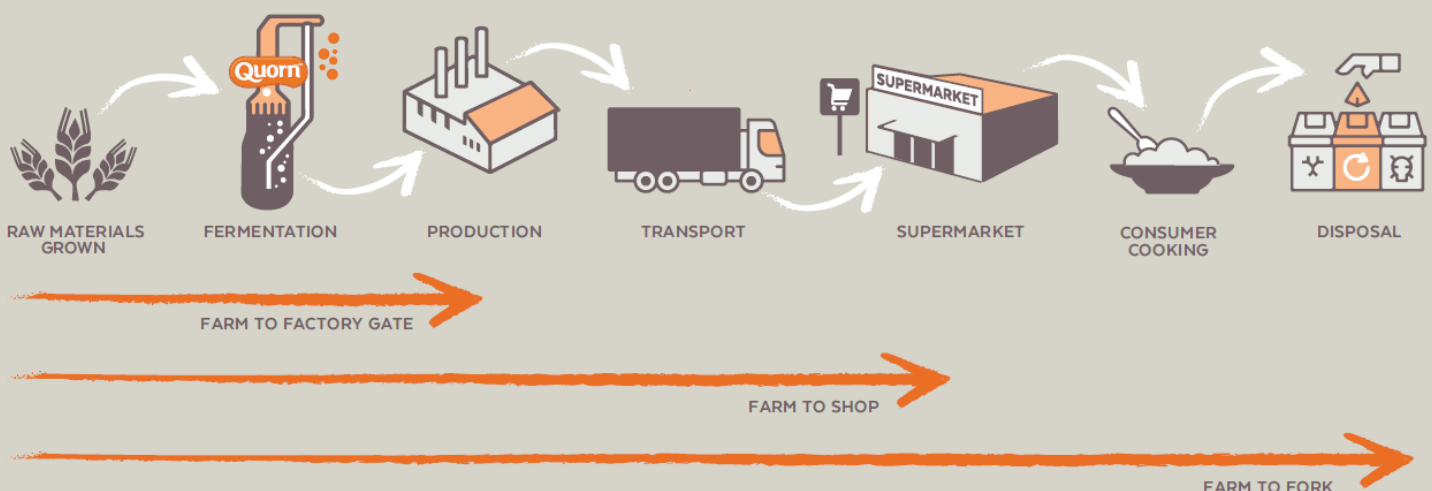 Quorn™
SUPERMARKET
RAW MATERIALS
GROWN
FERMENTATION
PRODUCTION
TRANSPORT
SUPERMARKET
CONSUMER
COOKING
DISPOSAL
FARM TO FACTORY GATE
FARM TO SHOP
FARM TO FORK